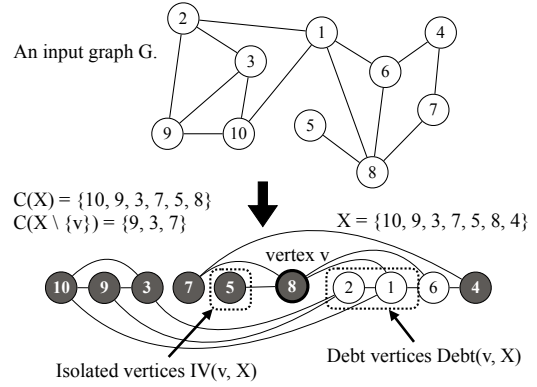 2
1
4
An input graph G.
3
6
5
7
9
10
8
C(X) = {10, 9, 3, 7, 5, 8}
C(X \ {v}) = {9, 3, 7}
X = {10, 9, 3, 7, 5, 8, 4}
vertex v
10 9 3 7 5 8 2 1 6 4
Isolated vertices IV(v, X)
Debt vertices Debt(v, X)